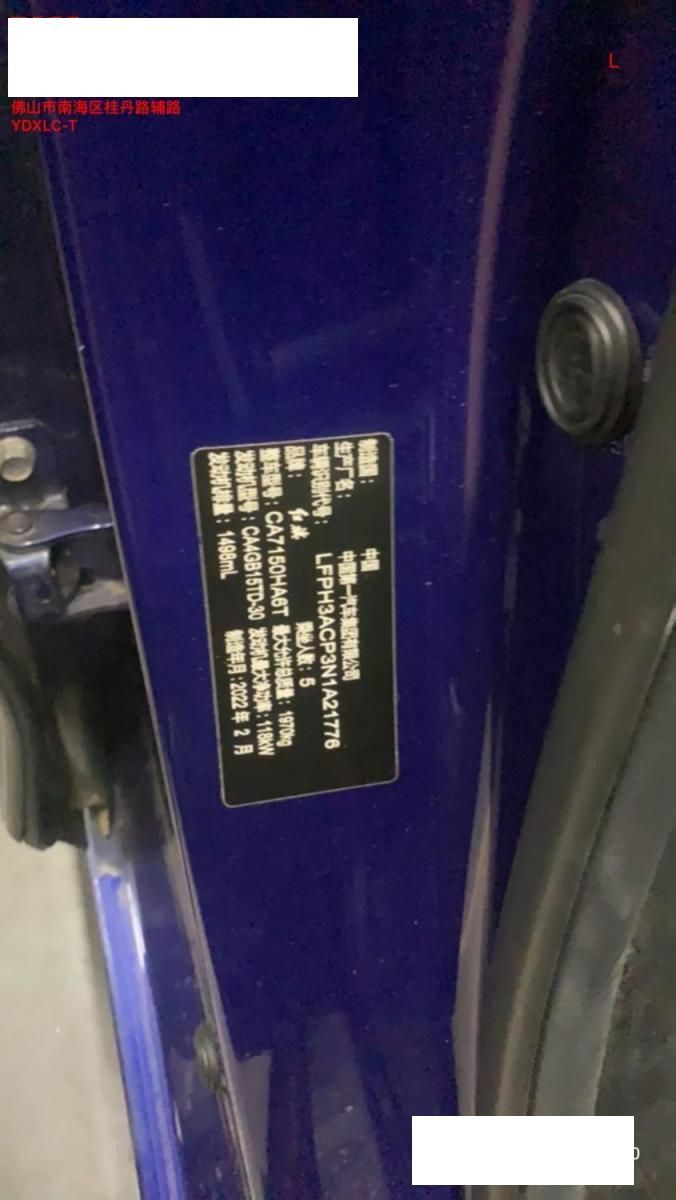 佛山市南海区桂丹路辅路
YDXLC-T
L
制造国： 中国
生产厂名： 中国第一汽车集团有限公司
车辆识别代号： LFPH3ACP3N1A21776
品牌： 红旗 乘坐人数：5
整车型号：CA7150HA6T 最大允许总质量：1970kg
发动机型号：CA4GB15TD-30 发动机最大净功率：118kW
发动机排量：1498mL 制造年月：2022 年 2 月
0